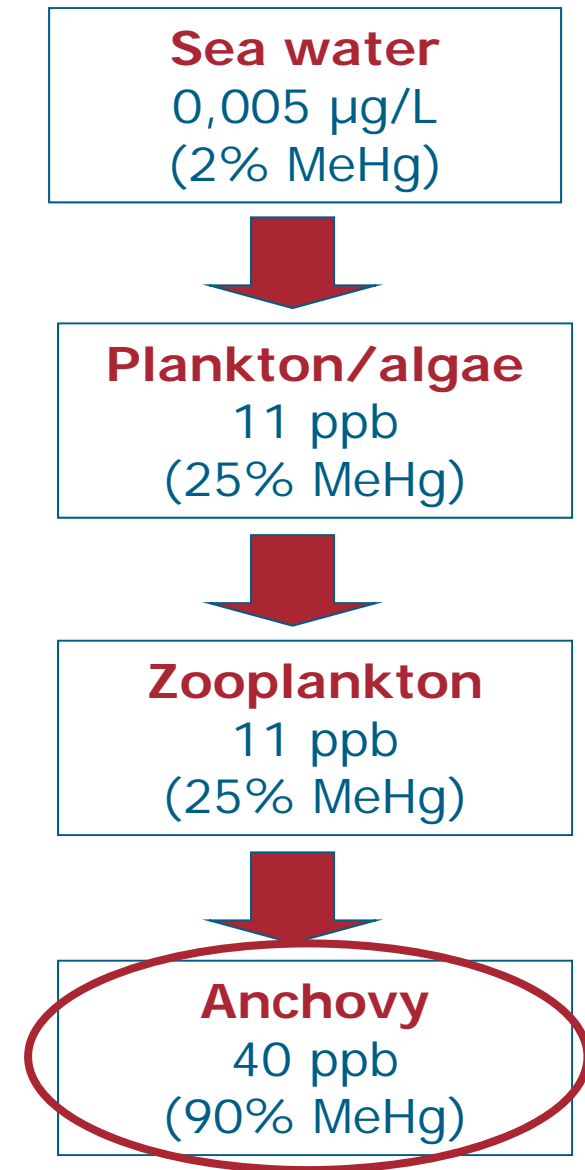 Sea water
0,005 µg/L
(2% MeHg)
Plankton/algae
11 ppb
(25% MeHg)
Zooplankton
11 ppb
(25% MeHg)
Anchovy
40 ppb
(90% MeHg)